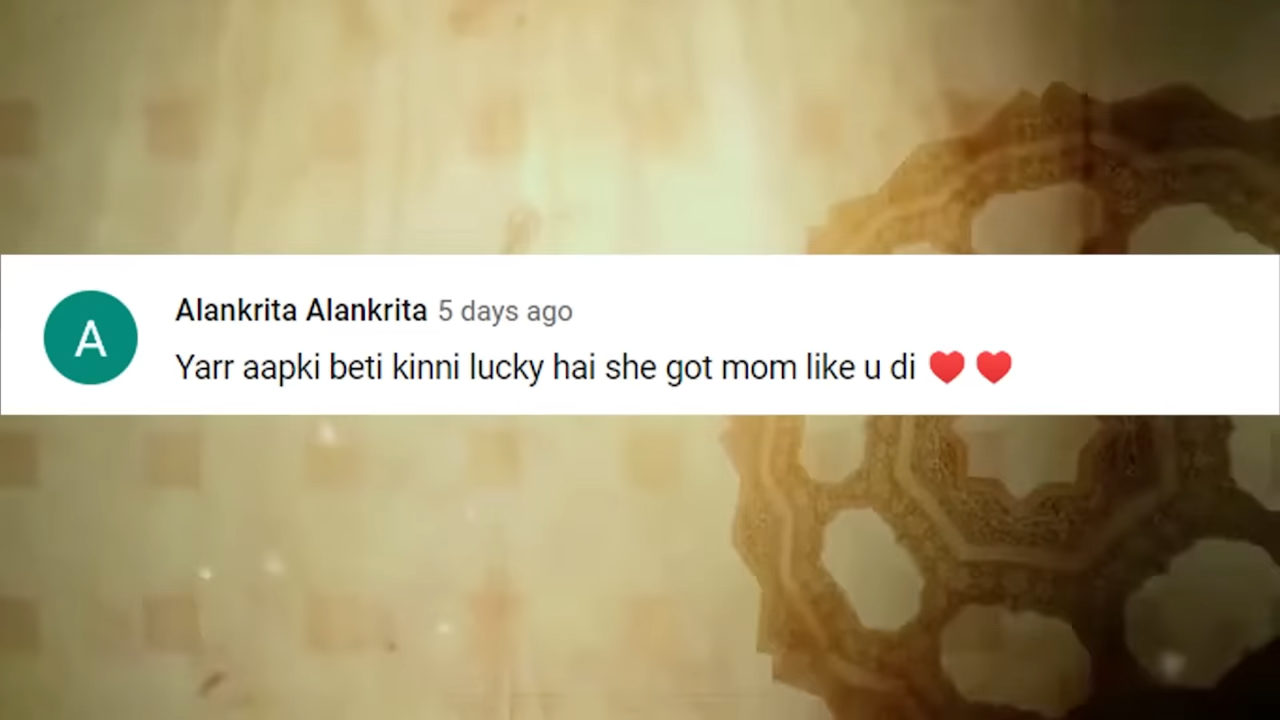 A
Alankrita Alankrita 5 days ago
Yarr aapki beti kinni lucky hai she got mom like u di ♥️ ♥️